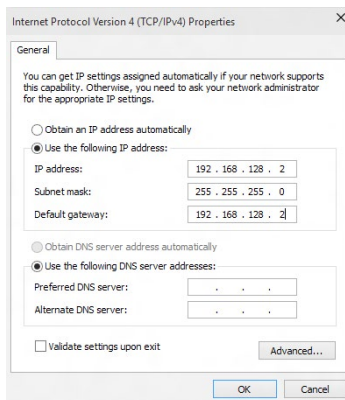 Internet Protocol Version 4 (TCP/IPv4) Properties
General
You can get IP settings assigned automatically if your network supports
this capability. Otherwise, you need to ask your network administrator
for the appropriate IP settings.
Obtain an IP address automatically
Use the following IP address:
IP address: 192 . 168 . 128 . 2
Subnet mask: 255 . 255 . 255 . 0
Default gateway: 192 . 168 . 128 . 2
Obtain DNS server address automatically
Use the following DNS server addresses:
Preferred DNS server: . . .
Alternate DNS server: . . .
Validate settings upon exit
Advanced...
OK Cancel